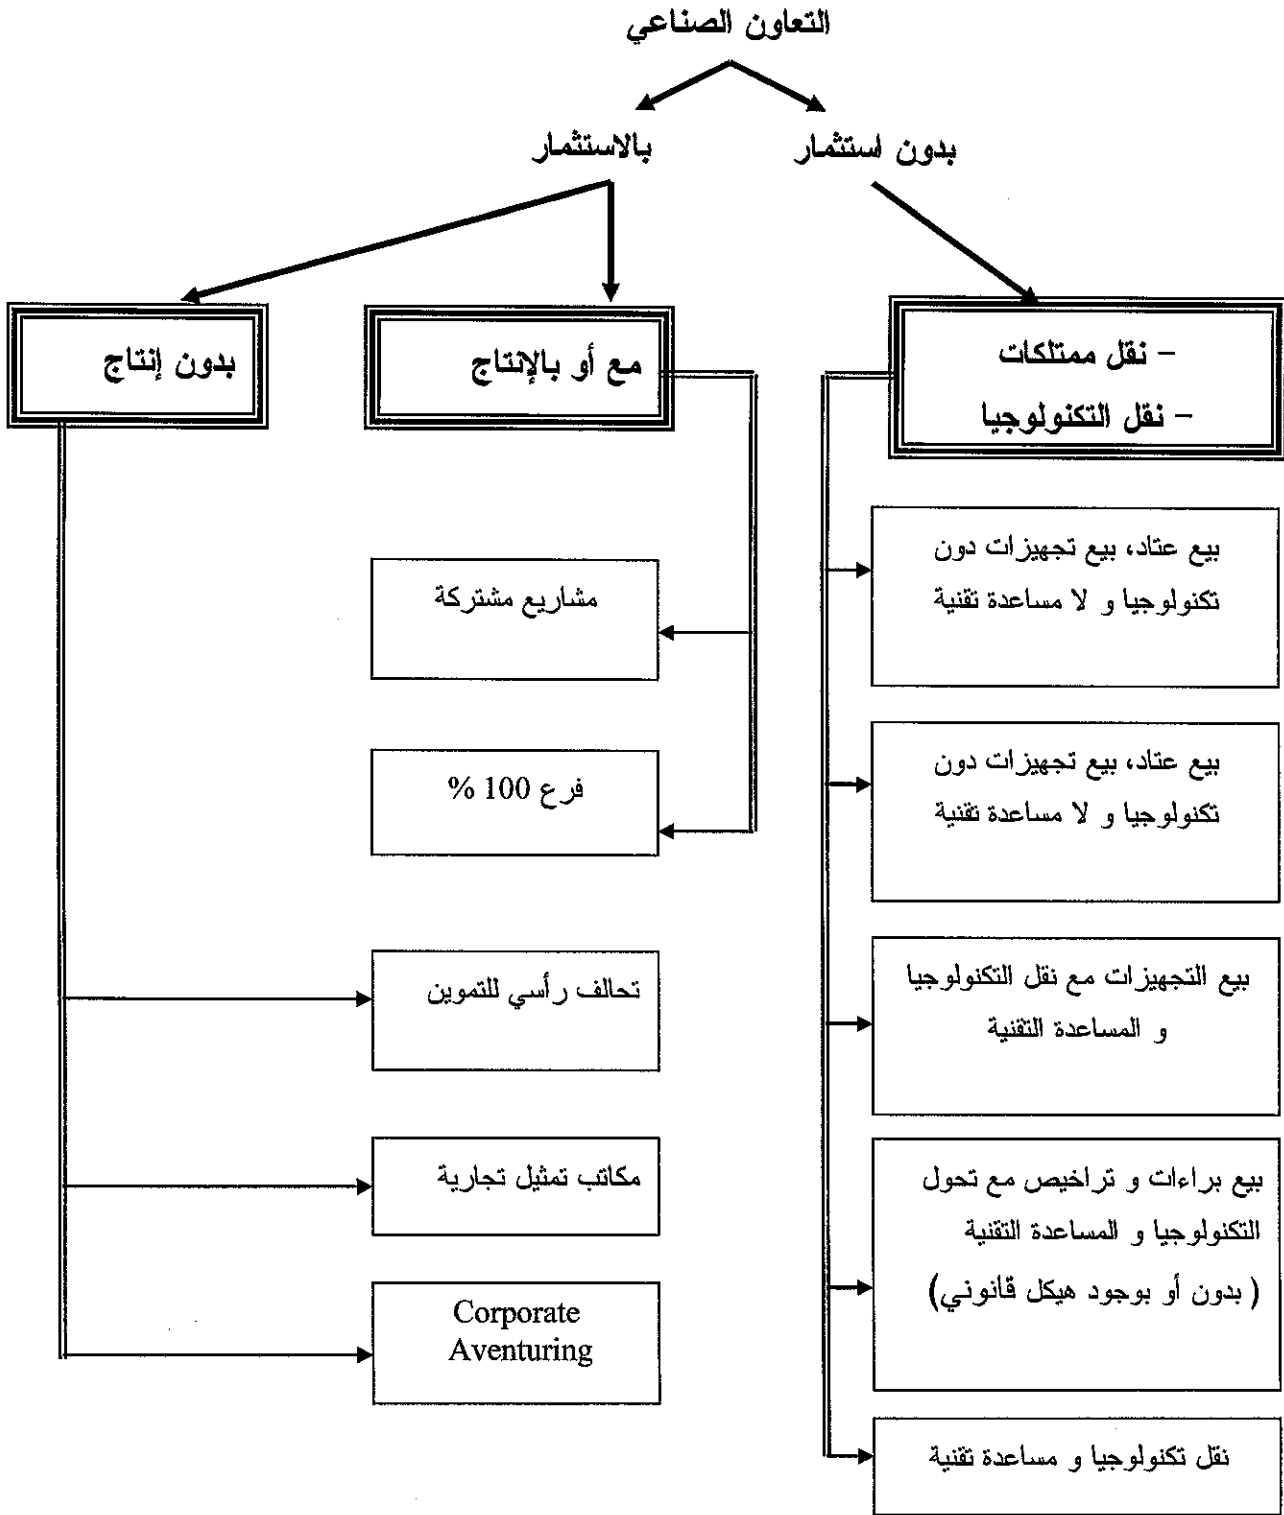 التعاون الصناعي
بدون استثمار
بالاستثمار
- نقل ممتلكات
- نقل التكنولوجيا
مع أو بالإنتاج
بدون إنتاج
بيع عتاد، بيع تجهيزات دون
تكنولوجيا و لا مساعدة تقنية
بيع عتاد، بيع تجهيزات دون
تكنولوجيا و لا مساعدة تقنية
بيع التجهيزات مع نقل التكنولوجيا
و المساعدة التقنية
بيع براءات و تراخيص مع تحول
التكنولوجيا و المساعدة التقنية
( بدون أو بوجود هيكل قانوني)
نقل تكنولوجيا و مساعدة تقنية
مشاريع مشتركة
فرع 100 %
تحالف رأسي للتموين
مكاتب تمثيل تجارية
Corporate
Aventuring